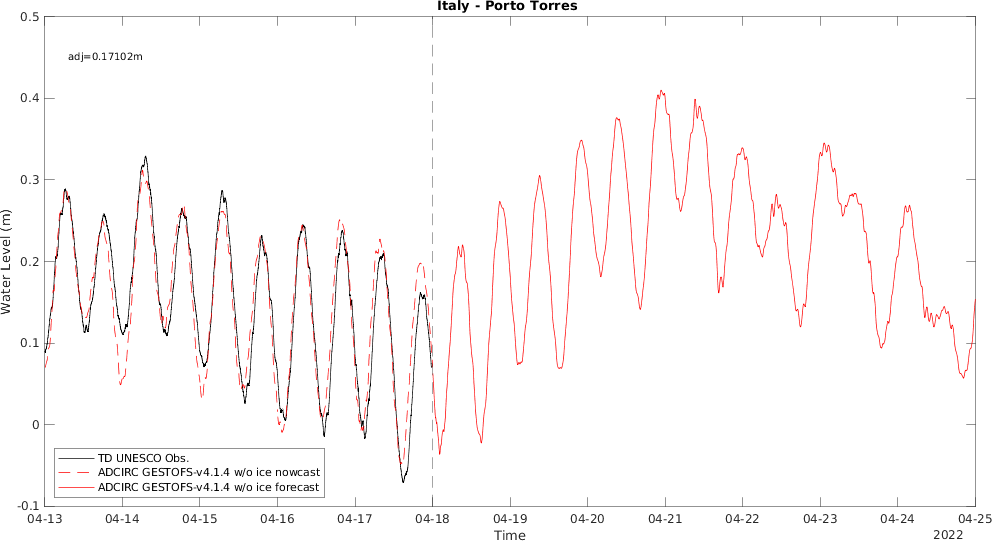 Italy - Porto Torres
adj=0.17102m
Water Level (m)
0.5
0.4
0.3
0.2
0.1
0
-0.1
TD UNESCO Obs.
ADCIRC GESTOFS-v4.1.4 w/o ice nowcast
ADCIRC GESTOFS-v4.1.4 w/o ice forecast
04-13 04-14 04-15 04-16 04-17 04-18 04-19 04-20 04-21 04-22 04-23 04-24 04-25
Time
2022